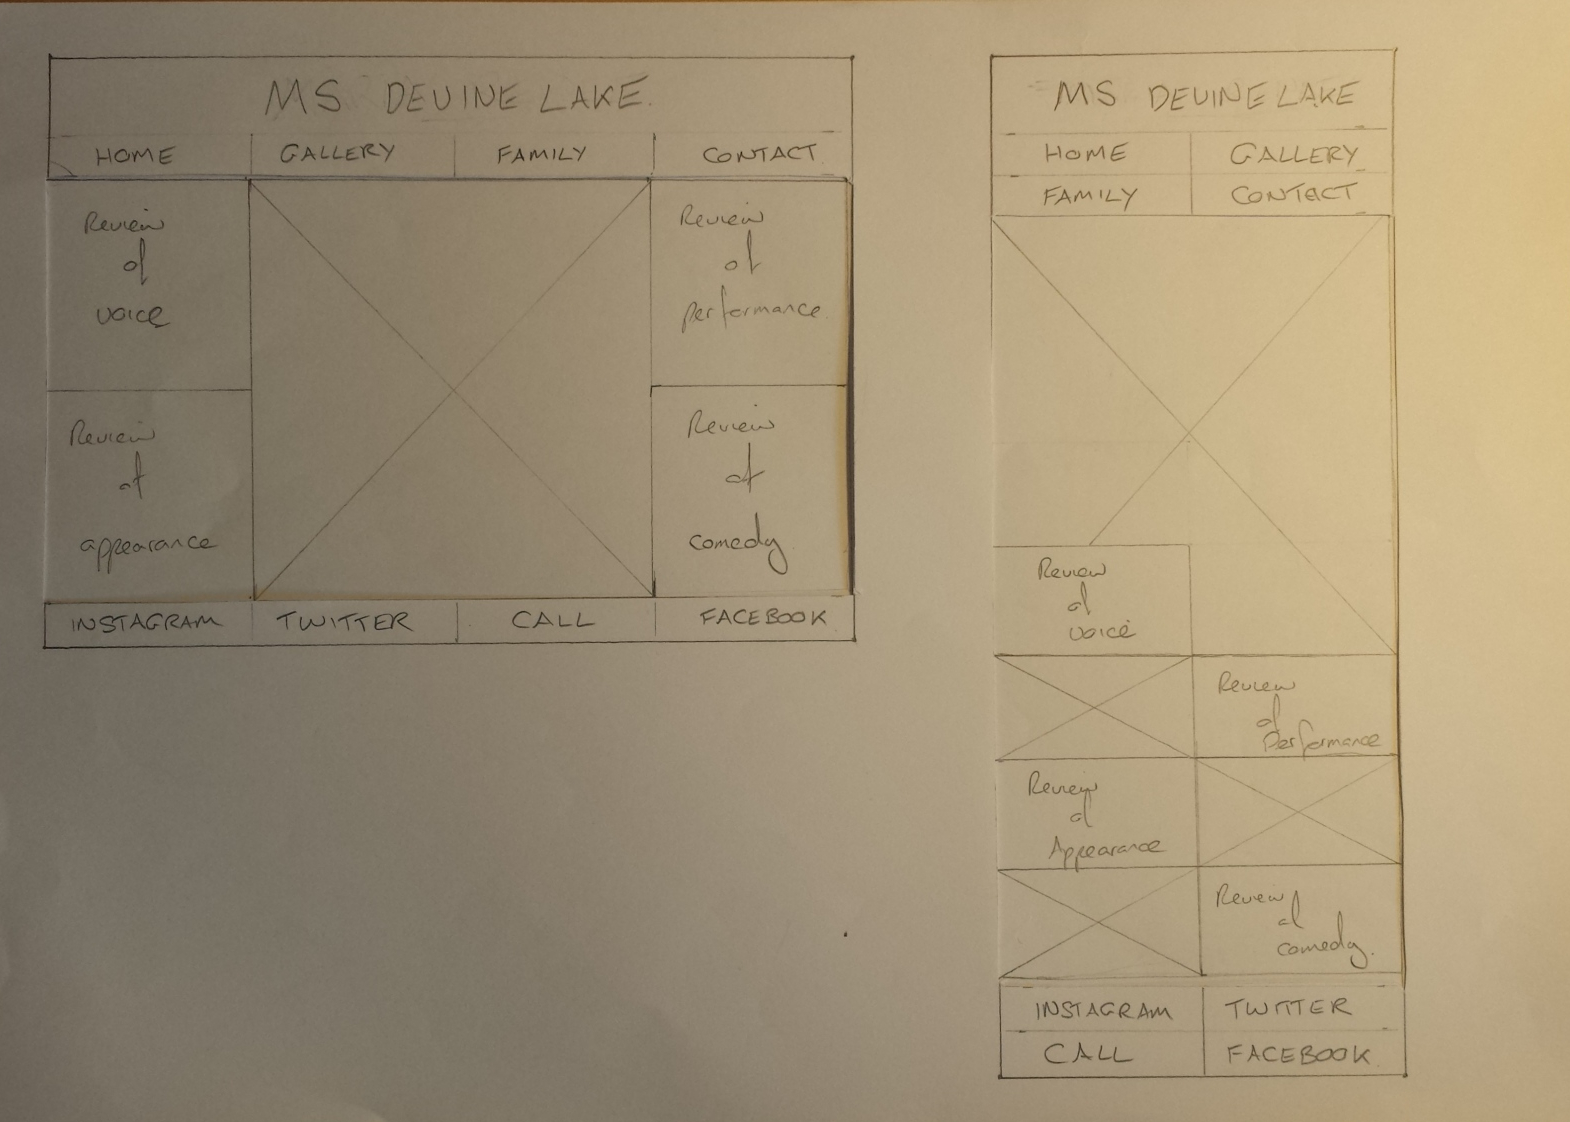 MS DEVINE LAKE.
HOME GALLERY FAMILY CONTACT
Review
of
voice
Review
of
performance
Review
of
appearance
Review
of
comedy
INSTAGRAM TWITTER CALL FACEBOOK
MS DEVINE LAKE
HOME GALLERY
FAMILY CONTACT
Review
of
voice
Review
of
Performance
Review
of
Appearance
Review
of
comedy.
INSTAGRAM TWITTER
CALL FACEBOOK